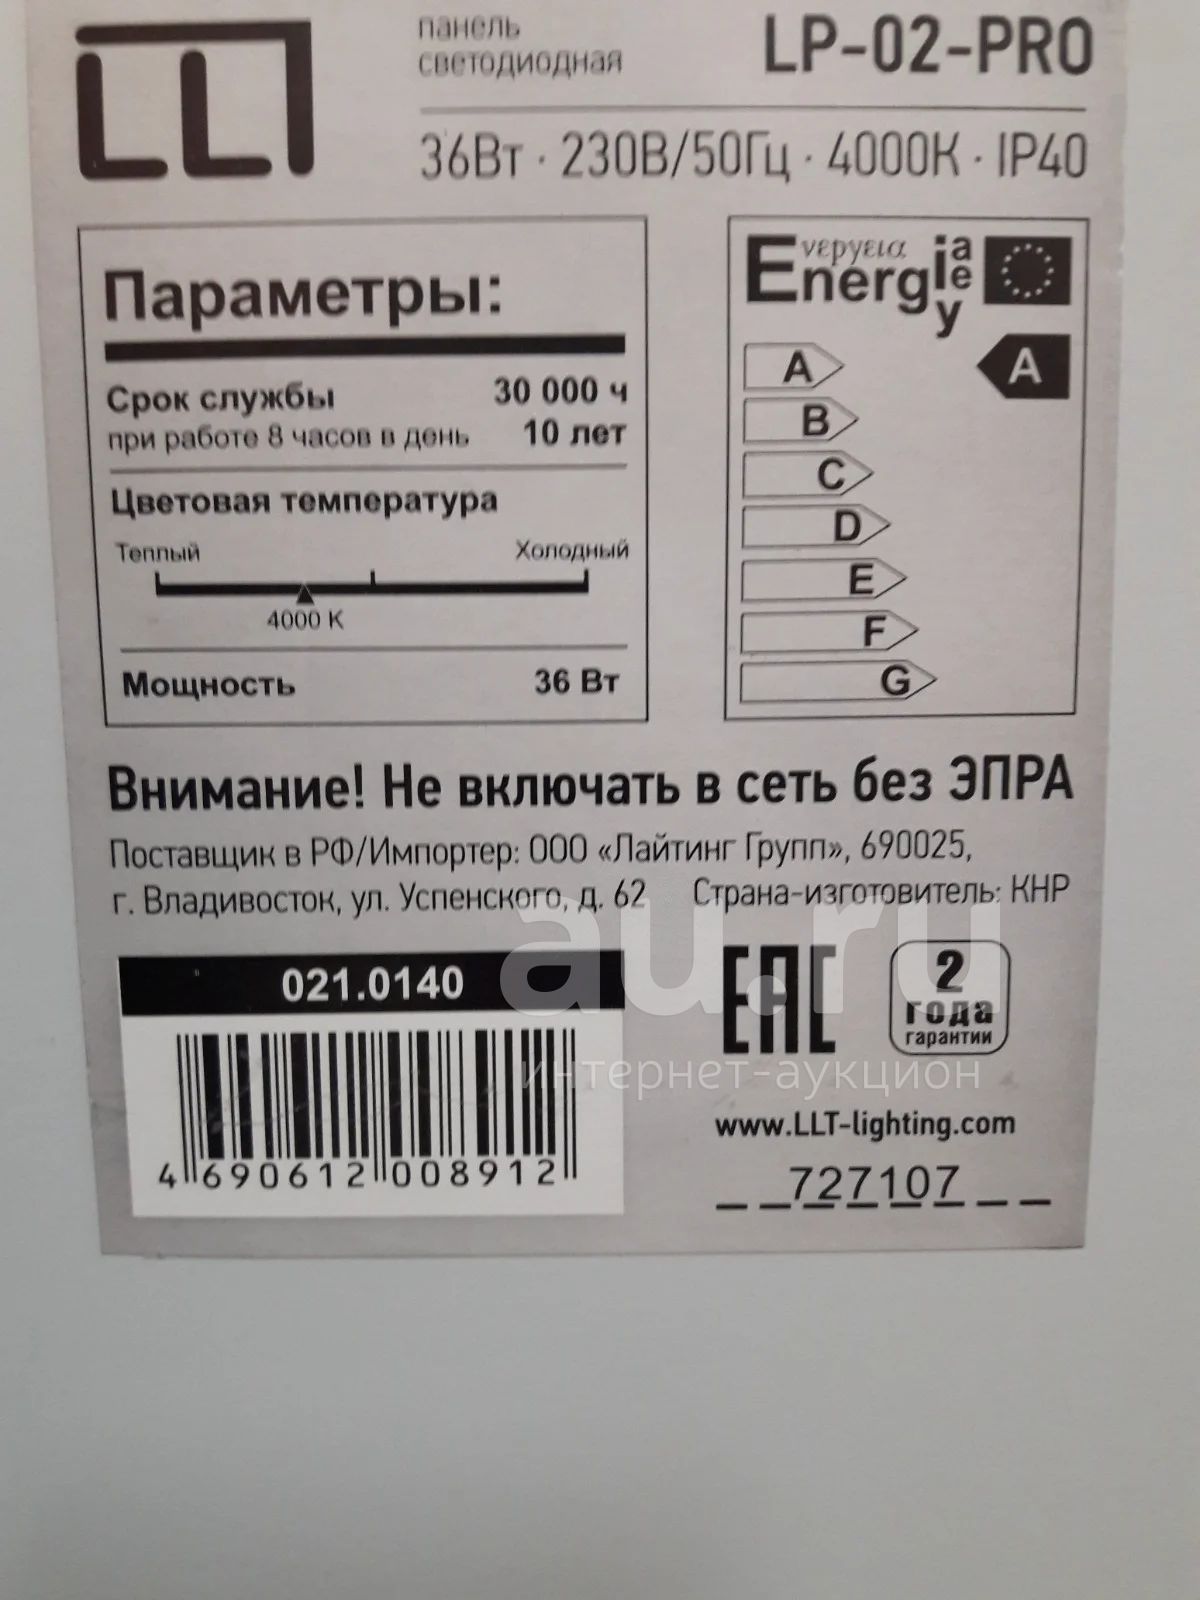 LLT
панель
светодиодная
LP-02-PRO
36Вт · 230В/50Гц · 4000К · IP40
Параметры:
Срок службы 30 000 ч
при работе 8 часов в день 10 лет
Цветовая температура
Теплый Холодный
4000 К
Мощность 36 Вт
Energ
ενεργεια
ia
ie
y
A
A
B
C
D
E
F
G
Внимание! Не включать в сеть без ЭПРА
Поставщик в РФ/Импортер: ООО «Лайтинг Групп», 690025,
г. Владивосток, ул. Успенского, д. 62 Страна-изготовитель: КНР
021.0140
4 690612 008912
EAC
2
года
гарантии
www.LLT-lighting.com
727107
au.ru
интернет-аукцион